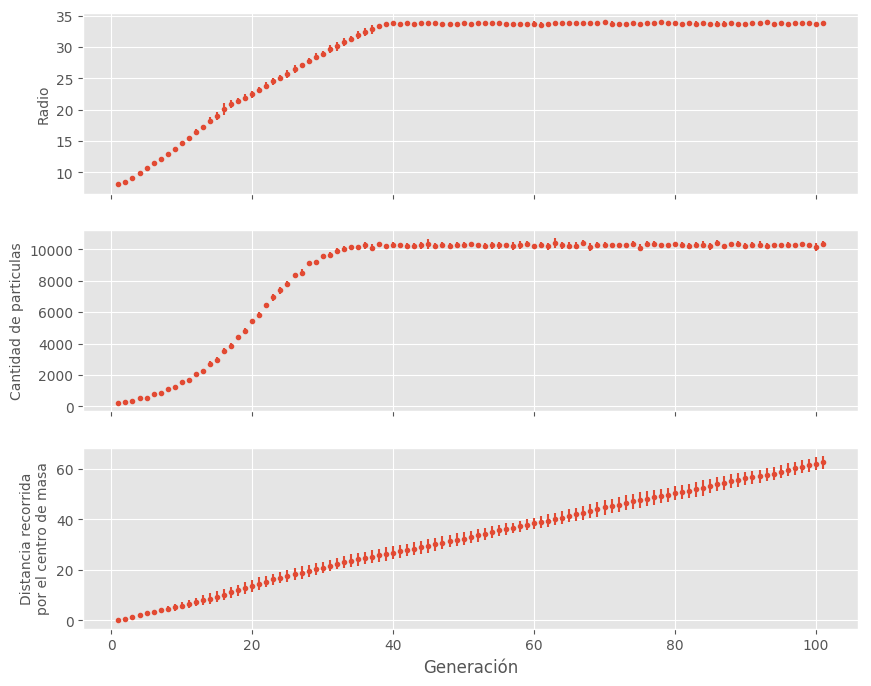 35
30
25
20
15
10
Radio
10000
8000
6000
4000
2000
0
Cantidad de particulas
60
40
20
0
Distancia recorrida
por el centro de masa
0 20 40 60 80 100
Generación